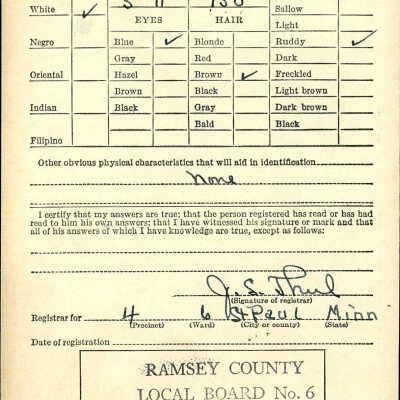 White ✓ 5 11 150 Sallow
EYES HAIR Light
Negro Blue ✓ Blonde Ruddy ✓
Gray Red Dark
Oriental Hazel Brown ✓ Freckled
Brown Black Light brown
Indian Black Gray Dark brown
Bald Black
Filipino
Other obvious physical characteristics that will aid in identification
None
I certify that my answers are true; that the person registered has read or has had
read to him his own answers; that I have witnessed his signature or mark and that
all of his answers of which I have knowledge are true, except as follows:
J. S. Thul
(Signature of registrar)
Registrar for 4 6 St Paul Minn
(Precinct) (Ward) (City or county) (State)
Date of registration
RAMSEY COUNTY
LOCAL BOARD No. 6